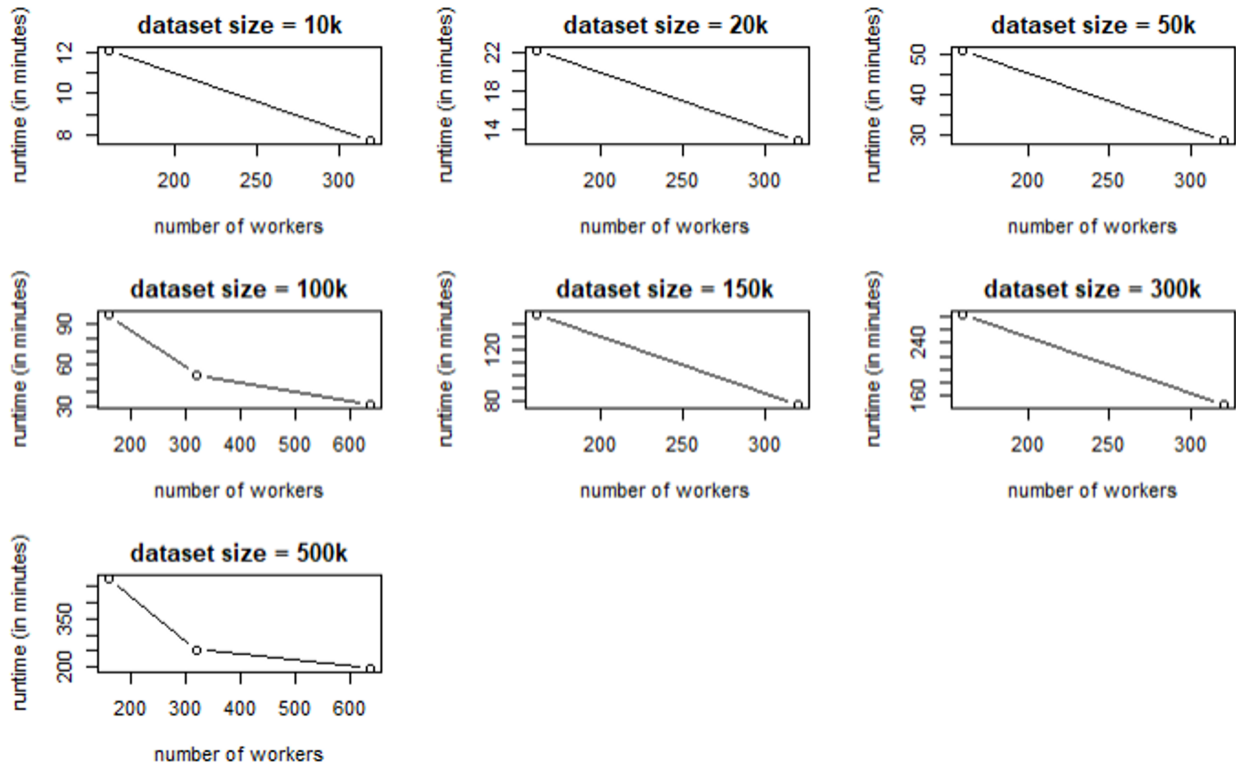 dataset size = 10k
runtime (in minutes)
12
10
8
200 250 300
number of workers
dataset size = 20k
runtime (in minutes)
22
18
14
200 250 300
number of workers
dataset size = 50k
runtime (in minutes)
50
40
30
200 250 300
number of workers
dataset size = 100k
runtime (in minutes)
90
60
30
200 300 400 500 600
number of workers
dataset size = 150k
runtime (in minutes)
120
80
200 250 300
number of workers
dataset size = 300k
runtime (in minutes)
240
160
200 250 300
number of workers
dataset size = 500k
runtime (in minutes)
350
200
200 300 400 500 600
number of workers